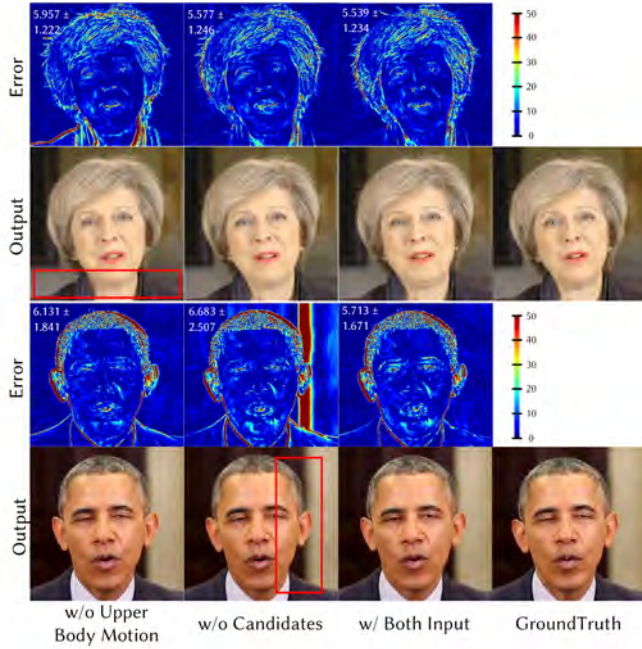 Error
5.957 ±
1.222
5.577 ±
1.246
5.539 ±
1.234
50
40
30
20
10
0
Output
Error
6.131 ±
1.841
6.683 ±
2.507
5.713 ±
1.671
50
40
30
20
10
0
Output
w/o Upper
Body Motion
w/o Candidates
w/ Both Input
GroundTruth